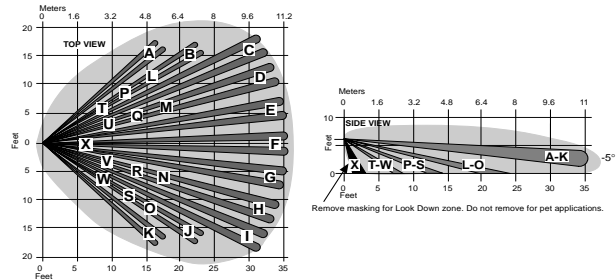 Meters
0 1.6 3.2 4.8 6.4 8.0 9.6 11.2
20
15
10
5
0
5
10
15
20
Feet
TOP VIEW
A
B
C
L
D
P
T
Q
M
E
U
X
F
V
R
N
G
W
S
O
H
K
J
I
0 5 10 15 20 25 30 35
Feet
Meters
0 1.6 3.2 4.8 6.4 8 9.6 11
SIDE VIEW
10
5
0
Feet
X T-W P-S L-O A-K
-5°
0 5 10 15 20 25 30 35
Feet
Remove masking for Look Down zone. Do not remove for pet applications.